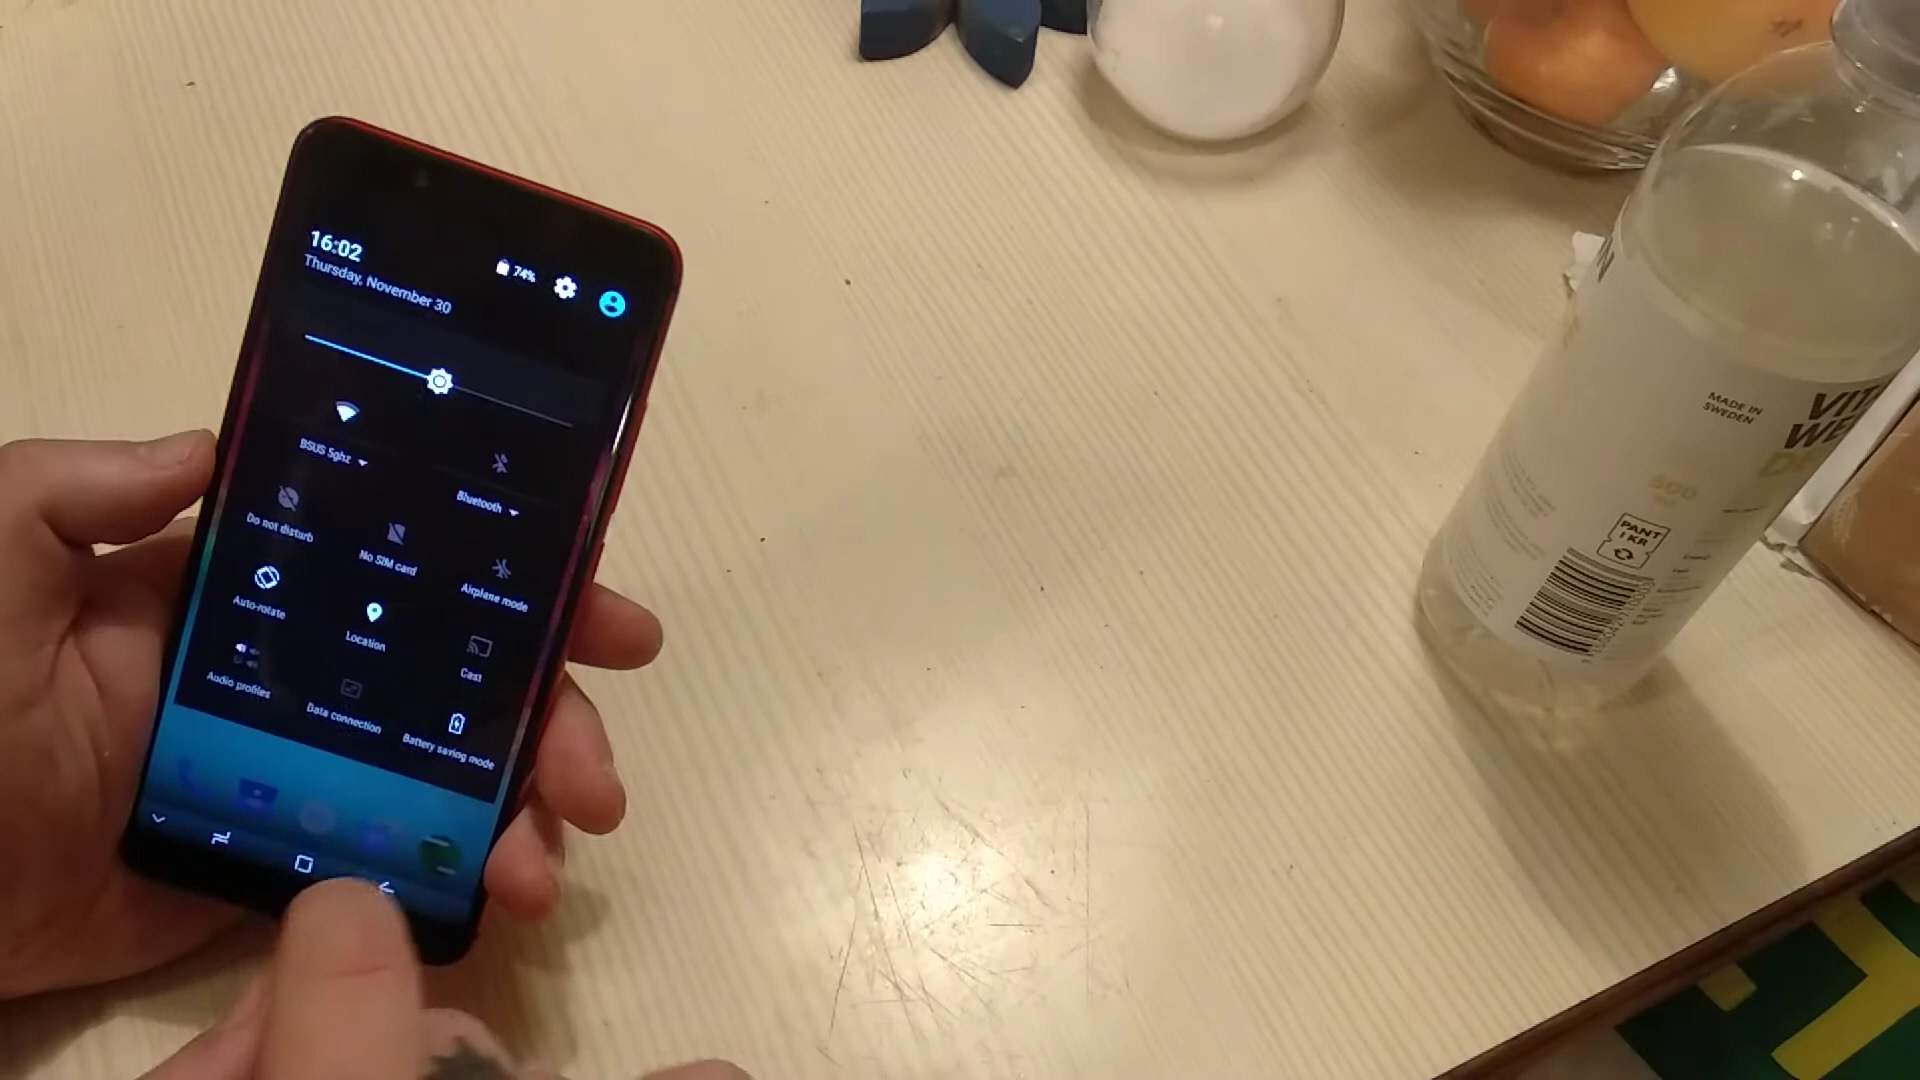 16:02
74%
Thursday, November 30
BSUS 5ghz
Bluetooth
Do not disturb
No SIM card
Airplane mode
Auto-rotate
Location
Cast
Audio profiles
Data connection
Battery saving mode
MADE IN
SWEDEN
500
PANT
1 KR